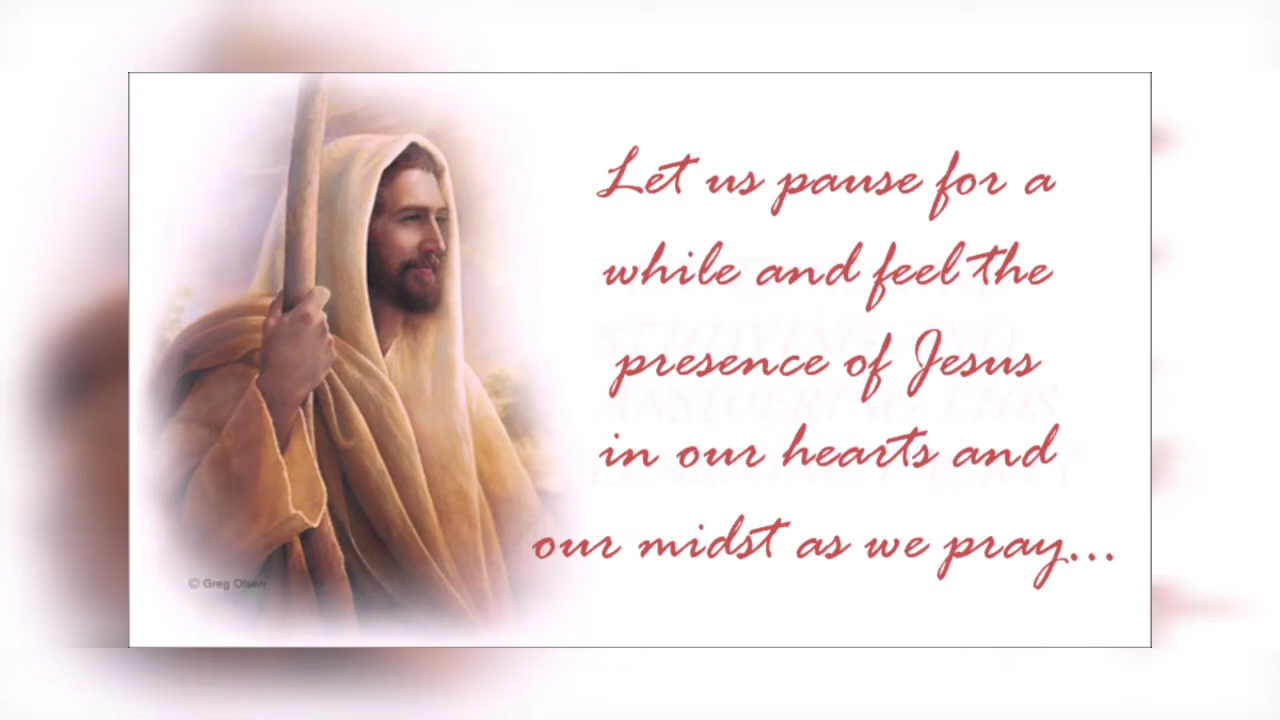 Let us pause for a
while and feel the
presence of Jesus
in our hearts and
our midst as we pray...
© Greg Olsen